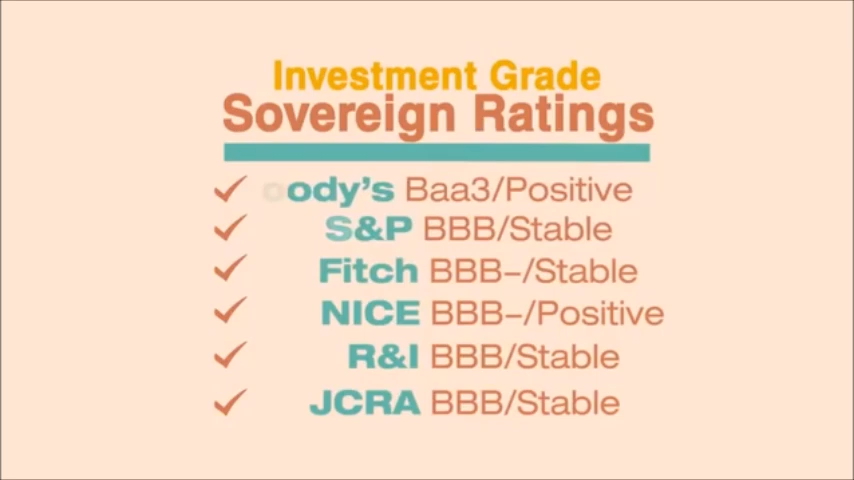 Investment Grade
Sovereign Ratings
oody's Baa3/Positive
S&P BBB/Stable
Fitch BBB–/Stable
NICE BBB–/Positive
R&I BBB/Stable
JCRA BBB/Stable